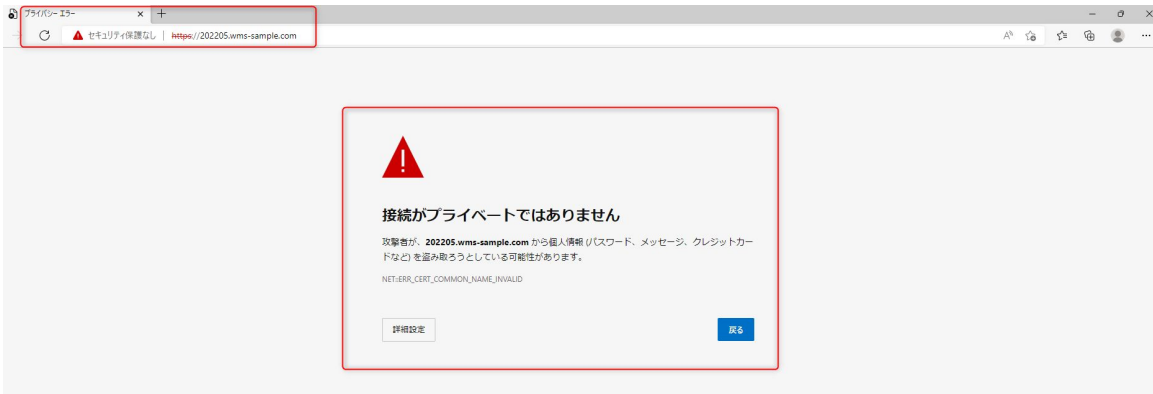 プライバシー エラー
セキュリティ保護なし | https://202205.wms-sample.com
接続がプライベートではありません
攻撃者が、202205.wms-sample.com から個人情報 (パスワード、メッセージ、クレジットカー
ドなど) を盗み取ろうとしている可能性があります。
NET::ERR_CERT_COMMON_NAME_INVALID
詳細設定
戻る